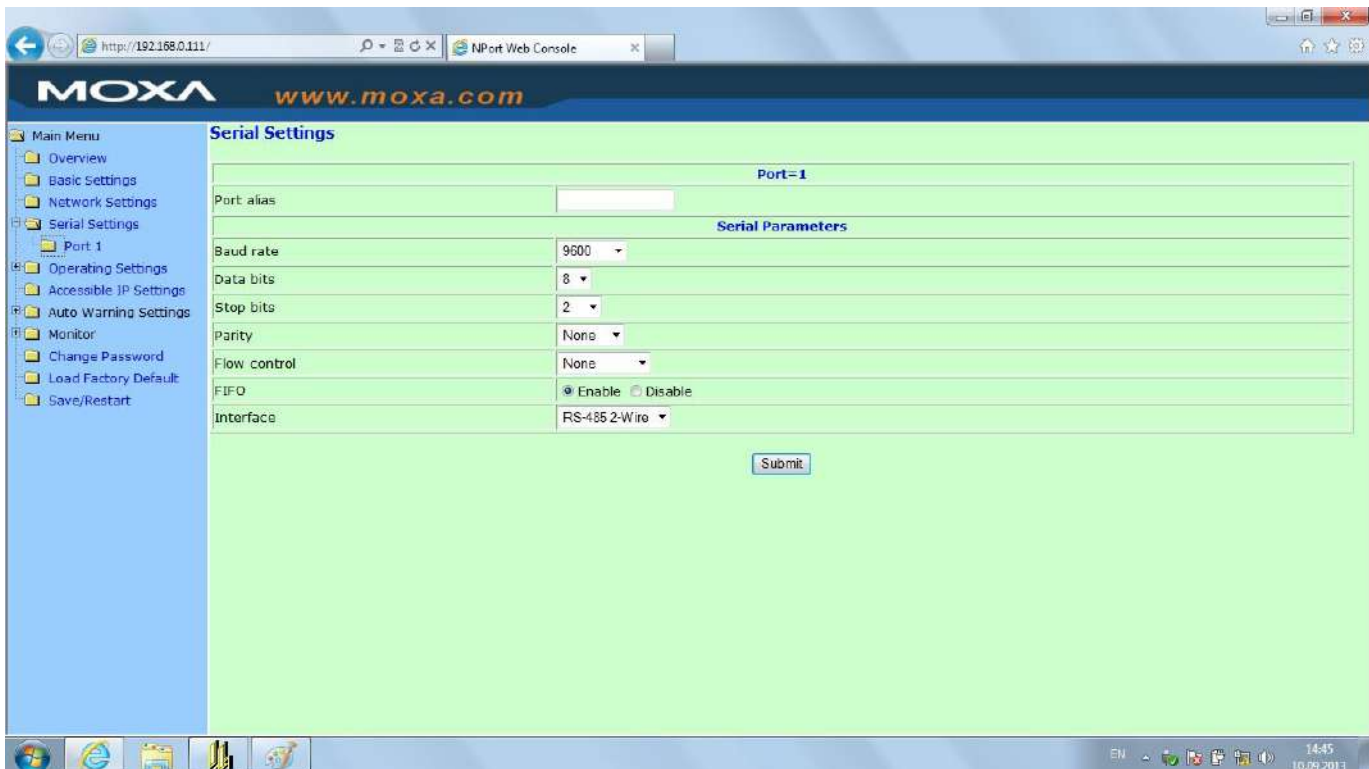 http://192.168.0.111/
NPort Web Console
MOXA www.moxa.com
Main Menu
Overview
Basic Settings
Network Settings
Serial Settings
Port 1
Operating Settings
Accessible IP Settings
Auto Warning Settings
Monitor
Change Password
Load Factory Default
Save/Restart
Serial Settings
Port=1
Port alias
Serial Parameters
Baud rate 9600
Data bits 8
Stop bits 2
Parity None
Flow control None
FIFO Enable Disable
Interface RS-485 2-Wire
Submit
EN 14:45
10.09.2013